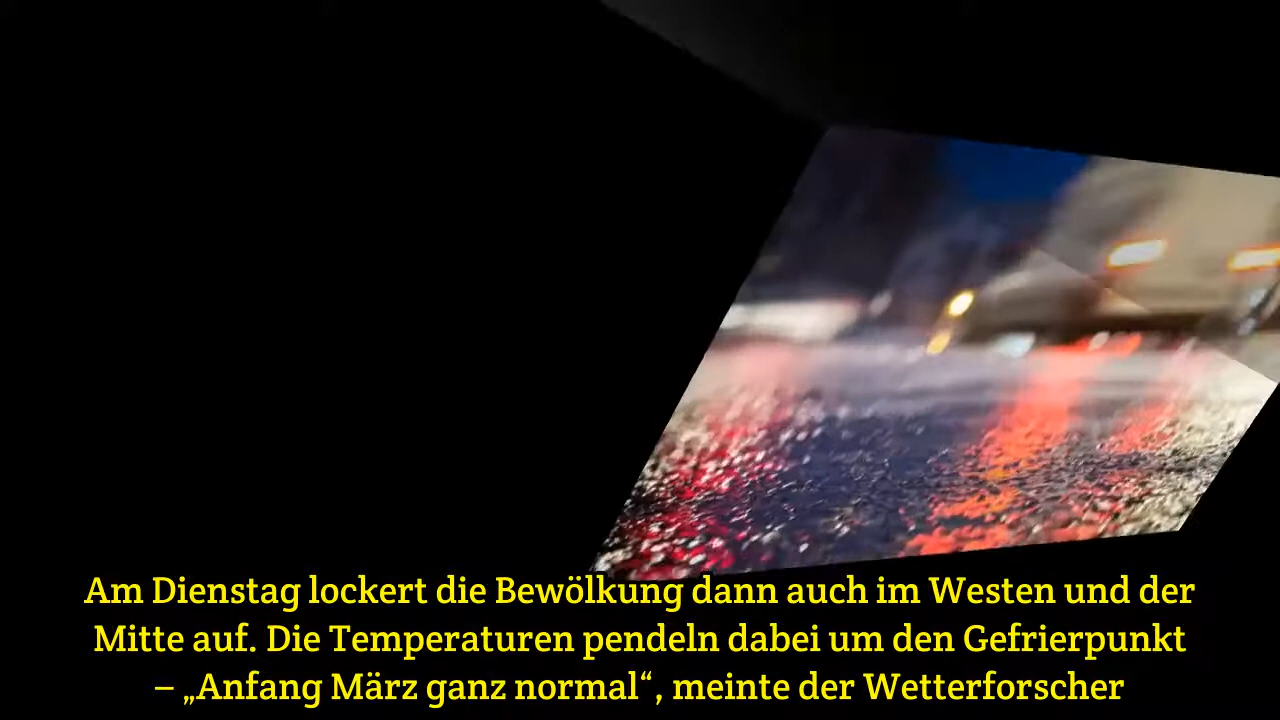 Am Dienstag lockert die Bewölkung dann auch im Westen und der
Mitte auf. Die Temperaturen pendeln dabei um den Gefrierpunkt
– „Anfang März ganz normal“, meinte der Wetterforscher